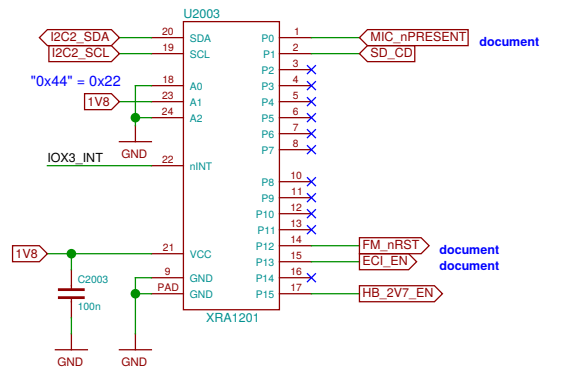 U2003
I2C2_SDA 20 SDA P0 1 MIC_nPRESENT document
I2C2_SCL 19 SCL P1 2 SD_CD
P2 3
"0x44" = 0x22 18 A0 P3 4
1V8 23 A1 P4 5
24 A2 P5 6
P6 7
GND P7 8
IOX3_INT 22 nINT
P8 10
P9 11
P10 12
P11 13
P12 14 FM_nRST document
1V8 21 VCC P13 15 ECI_EN document
9 GND P14 16
C2003 PAD GND P15 17 HB_2V7_EN
100n
XRA1201
GND GND